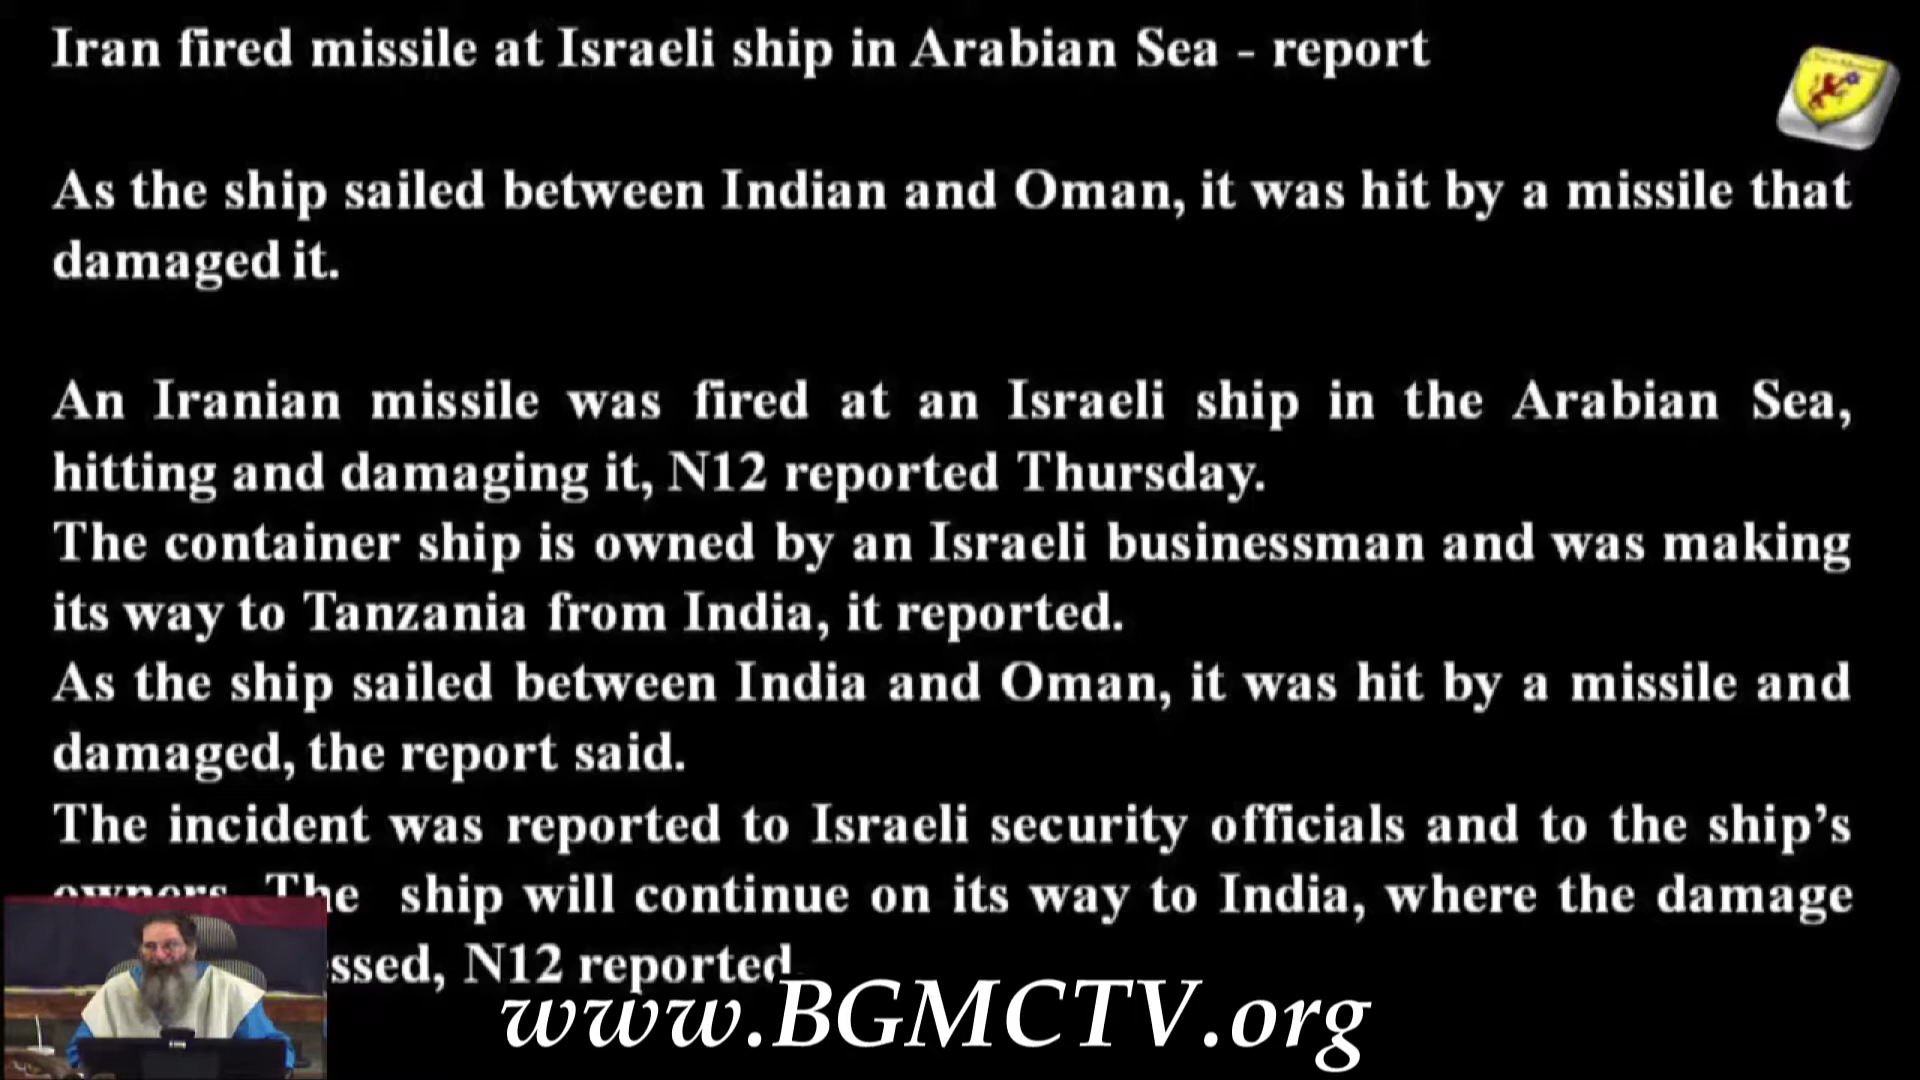 Iran fired missile at Israeli ship in Arabian Sea - report
As the ship sailed between Indian and Oman, it was hit by a missile that
damaged it.
An Iranian missile was fired at an Israeli ship in the Arabian Sea,
hitting and damaging it, N12 reported Thursday.
The container ship is owned by an Israeli businessman and was making
its way to Tanzania from India, it reported.
As the ship sailed between India and Oman, it was hit by a missile and
damaged, the report said.
The incident was reported to Israeli security officials and to the ship’s
owners. The ship will continue on its way to India, where the damage
ssed, N12 reported.
www.BGMCTV.org